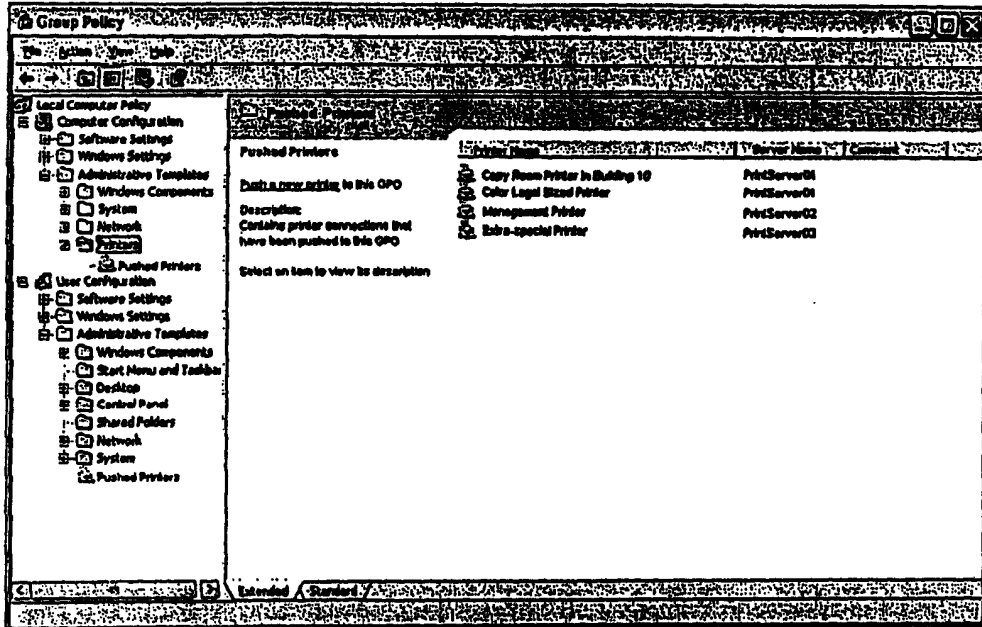 Group Policy
File Action View Help
Local Computer Policy
Computer Configuration
Software Settings
Windows Settings
Administrative Templates
Windows Components
System
Network
Printers
Pushed Printers
User Configuration
Software Settings
Windows Settings
Administrative Templates
Windows Components
Start Menu and Taskbar
Desktop
Control Panel
Shared Folders
Network
System
Pushed Printers
Pushed Printers
Pushed Printers
Push a new printer to this GPO
Description:
Contains printer connections that
have been pushed to this GPO
Select an item to view its description
Printer Name Server Name Comment
Copy Room Printer in Building 10 PrintServer01
Color Legal Sized Printer PrintServer01
Management Printer PrintServer02
Extra-special Printer PrintServer03
Extended Standard